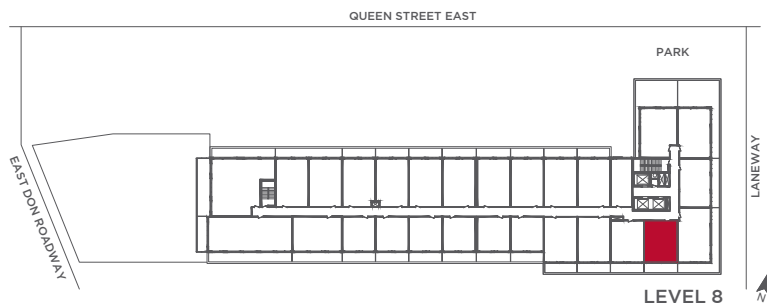 QUEEN STREET EAST
PARK
EAST DON ROADWAY
LANEWAY
LEVEL 8
N